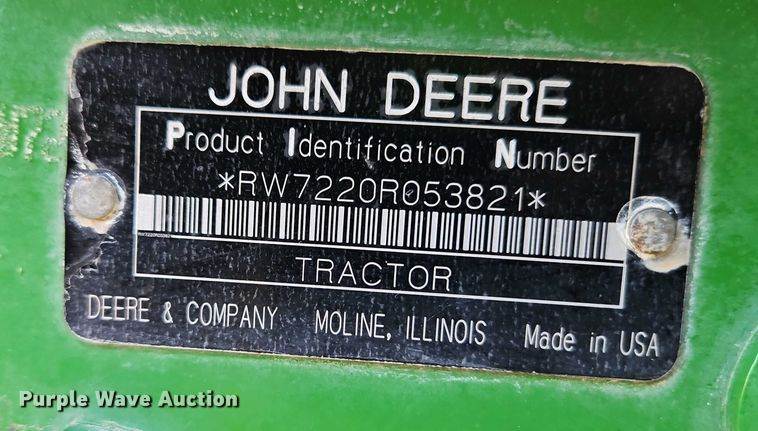 JOHN DEERE
Product Identification Number
*RW7220R053821*
TRACTOR
DEERE & COMPANY MOLINE, ILLINOIS Made in USA
Purple Wave Auction